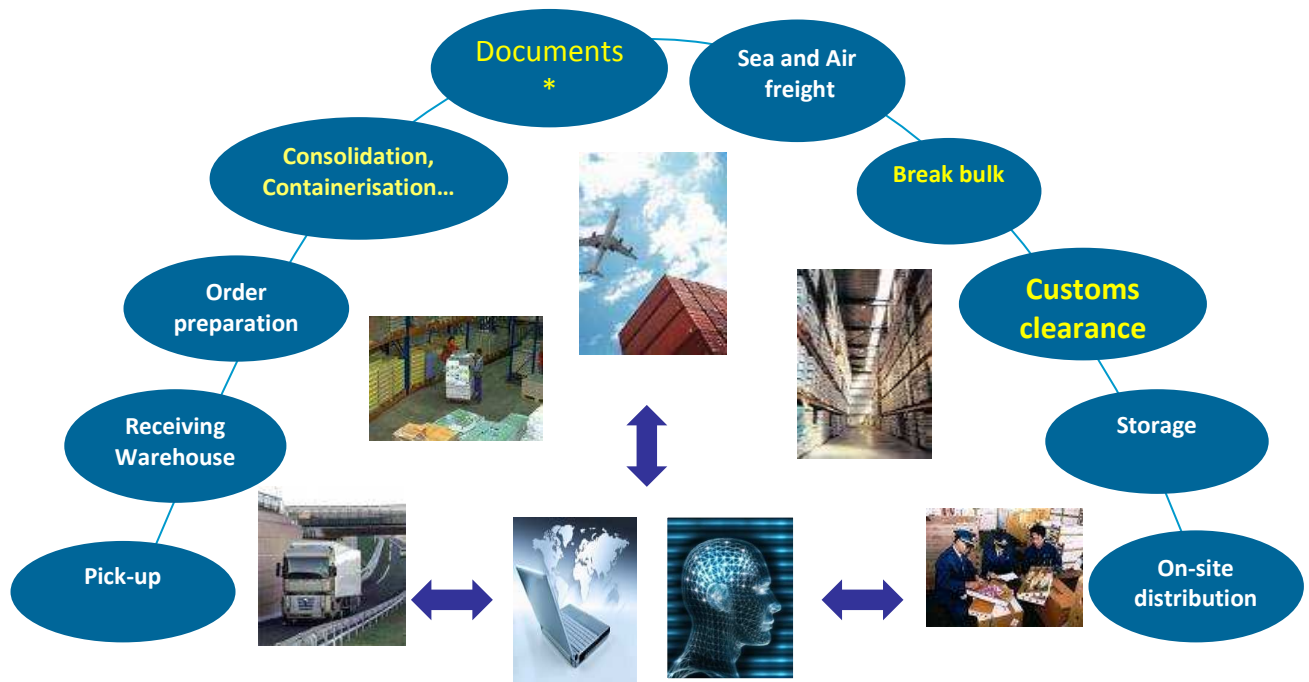 Documents
*
Sea and Air
freight
Consolidation,
Containerisation…
Break bulk
Order
preparation
Customs
clearance
Receiving
Warehouse
Storage
Pick-up
On-site
distribution